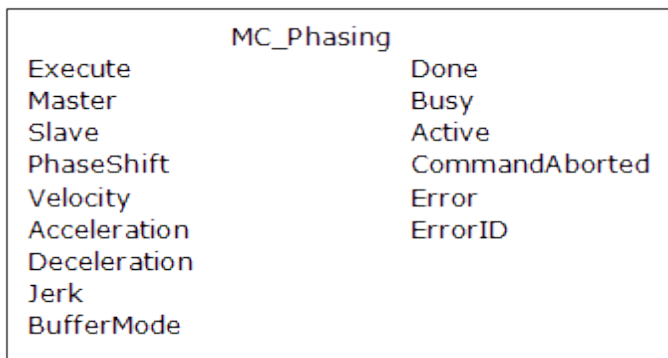 MC_Phasing
Execute Done
Master Busy
Slave Active
PhaseShift CommandAborted
Velocity Error
Acceleration ErrorID
Deceleration
Jerk
BufferMode